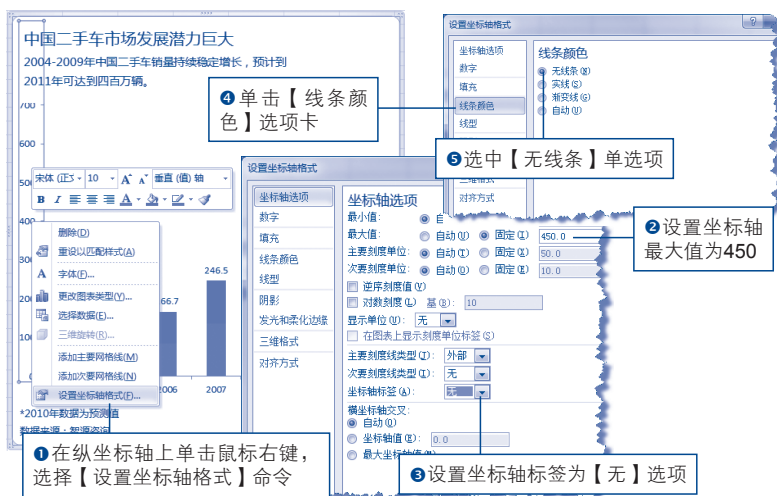 中国二手车市场发展潜力巨大
2004-2009年中国二手车销量持续稳定增长，预计到
2011年可达到四百万辆。
700
600
500
400
300
200
100
66.7
246.5
2006
2007
*2010年数据为预测值
数据来源：智源咨询
宋体 (正) 10 A A 垂直 (值) 轴
B I A
删除(D)
重设以匹配样式(A)
A 字体(F)...
更改图表类型(Y)...
选择数据(E)...
三维旋转(R)...
添加主要网格线(M)
添加次要网格线(N)
设置坐标轴格式(F)...
❶在纵坐标轴上单击鼠标右键，
选择【设置坐标轴格式】命令
❹单击【线条颜
色】选项卡
设置坐标轴格式
坐标轴选项
数字
填充
线条颜色
线型
三维格式
对齐方式
线条颜色
无线条(N)
实线(S)
渐变线(G)
自动(U)
❺选中【无线条】单选项
设置坐标轴格式
坐标轴选项
数字
填充
线条颜色
线型
阴影
发光和柔化边缘
三维格式
对齐方式
坐标轴选项
最小值:
最大值: 自动(U) 固定(I) 450.0
主要刻度单位: 自动(T) 固定(X) 50.0
次要刻度单位: 自动(O) 固定(E) 10.0
逆序刻度值(V)
对数刻度(L) 基(B): 10
显示单位(U): 无
在图表上显示刻度单位标签(S)
主要刻度线类型(J): 外部
次要刻度线类型(I): 无
坐标轴标签(A): 无
横坐标轴交叉:
自动(O)
坐标轴值(E): 0.0
最大坐标轴
❷设置坐标轴
最大值为450
❸设置坐标轴标签为【无】选项